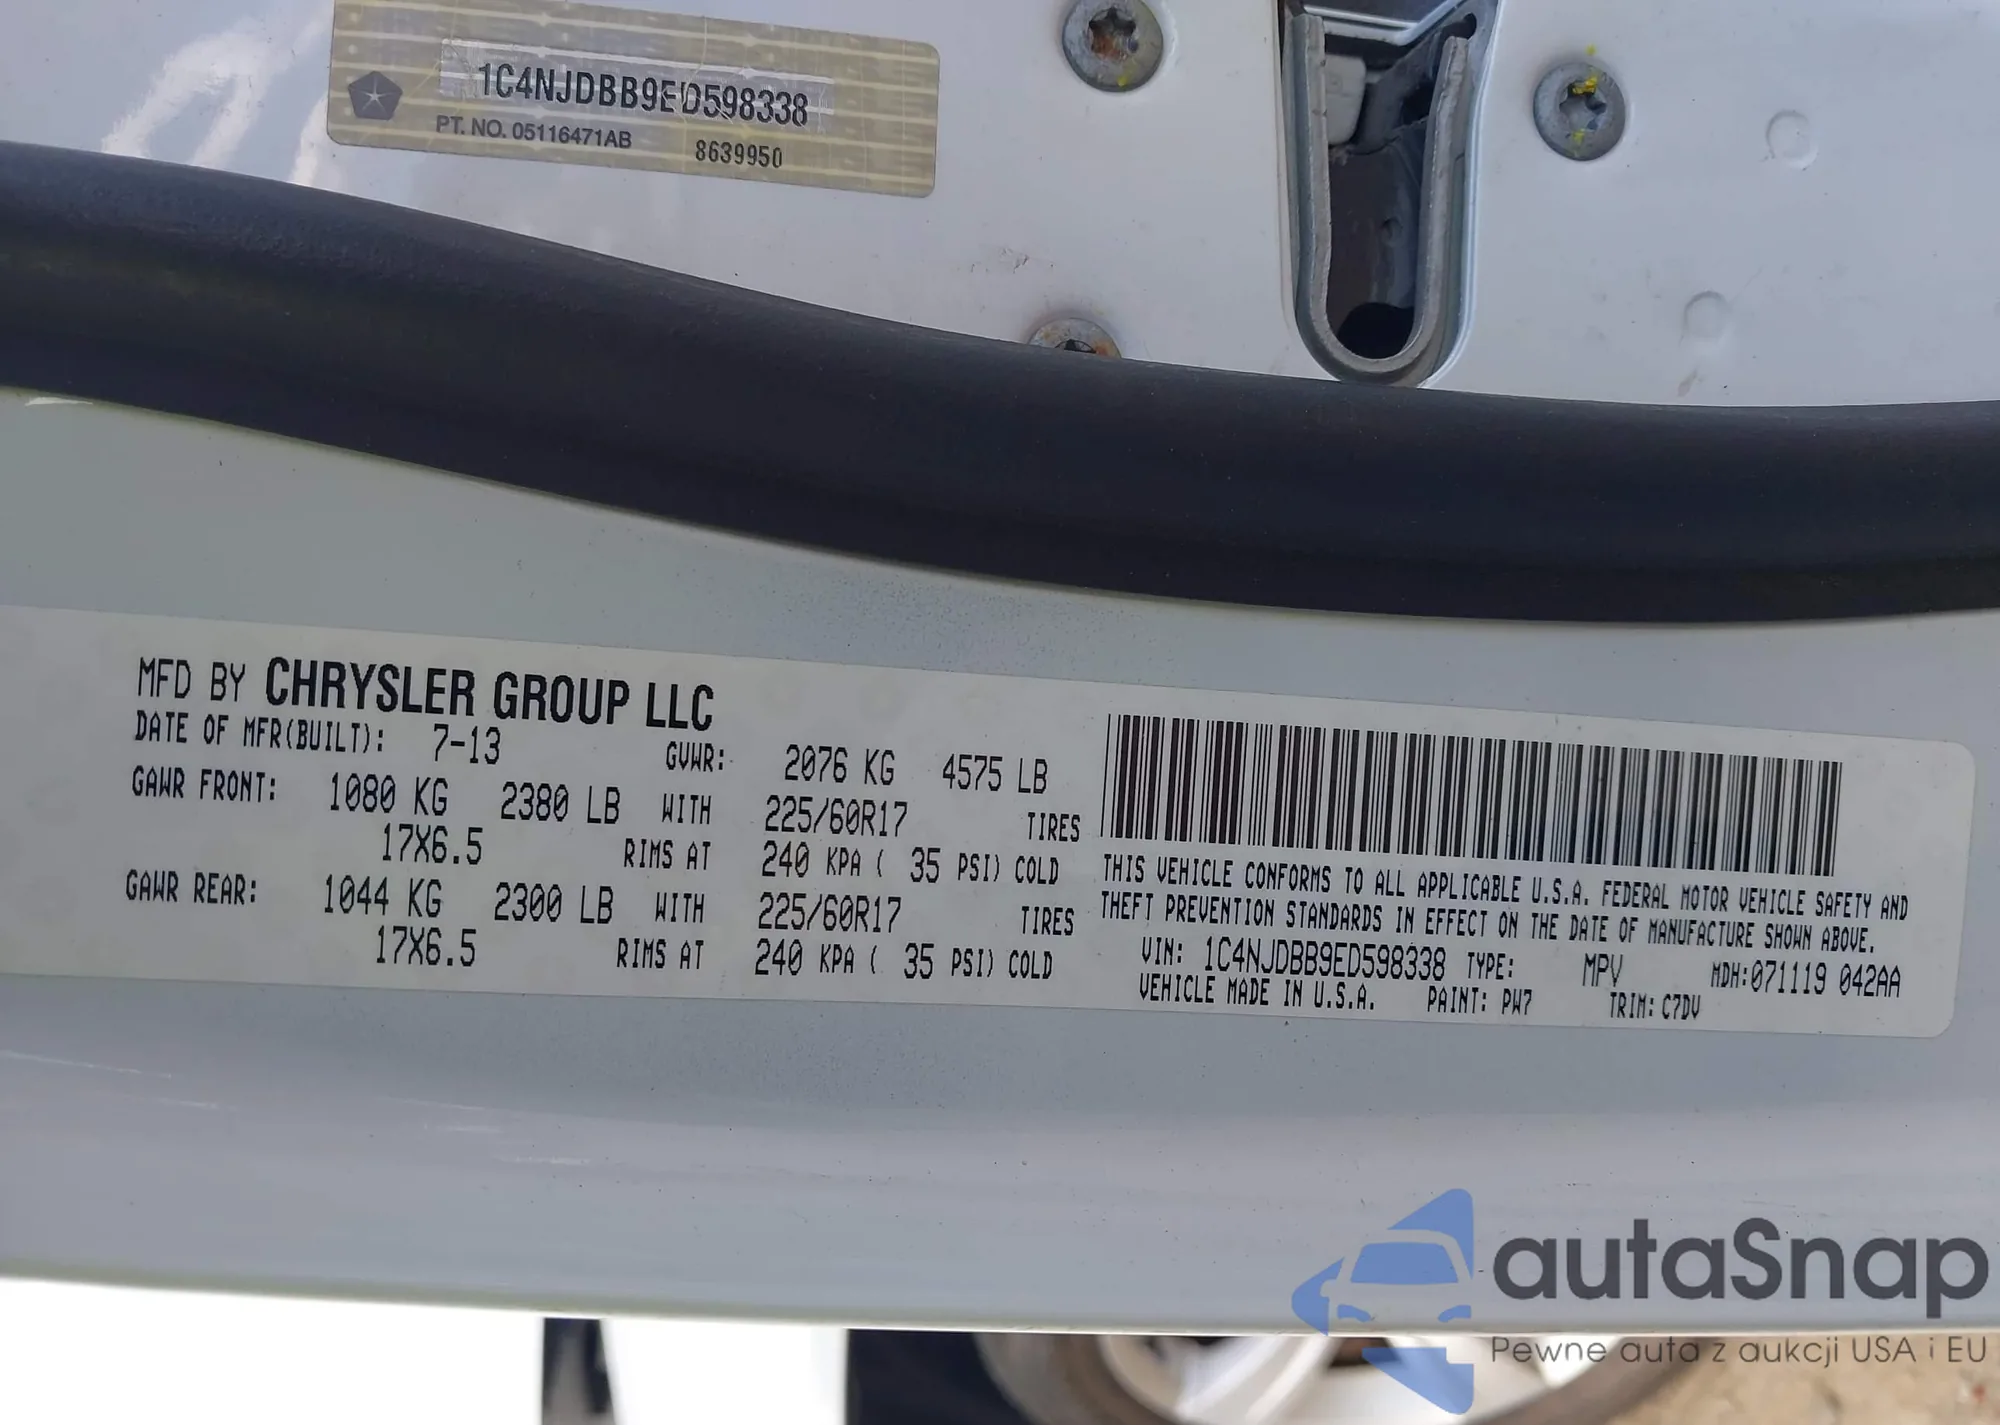 1C4NJDBB9ED598338
PT. NO. 05116471AB 8639950
MFD BY CHRYSLER GROUP LLC
DATE OF MFR(BUILT): 7-13 GVWR: 2076 KG 4575 LB
GAWR FRONT: 1080 KG 2380 LB WITH 225/60R17 TIRES
17X6.5 RIMS AT 240 KPA ( 35 PSI) COLD
GAWR REAR: 1044 KG 2300 LB WITH 225/60R17 TIRES
17X6.5 RIMS AT 240 KPA ( 35 PSI) COLD
THIS VEHICLE CONFORMS TO ALL APPLICABLE U.S.A. FEDERAL MOTOR VEHICLE SAFETY AND
THEFT PREVENTION STANDARDS IN EFFECT ON THE DATE OF MANUFACTURE SHOWN ABOVE.
VIN: 1C4NJDBB9ED598338 TYPE: MPV MDH:071119 042AA
VEHICLE MADE IN U.S.A. PAINT: PW7 TRIM: C7DV
autaSnap
Pewne auta z aukcji USA i EU